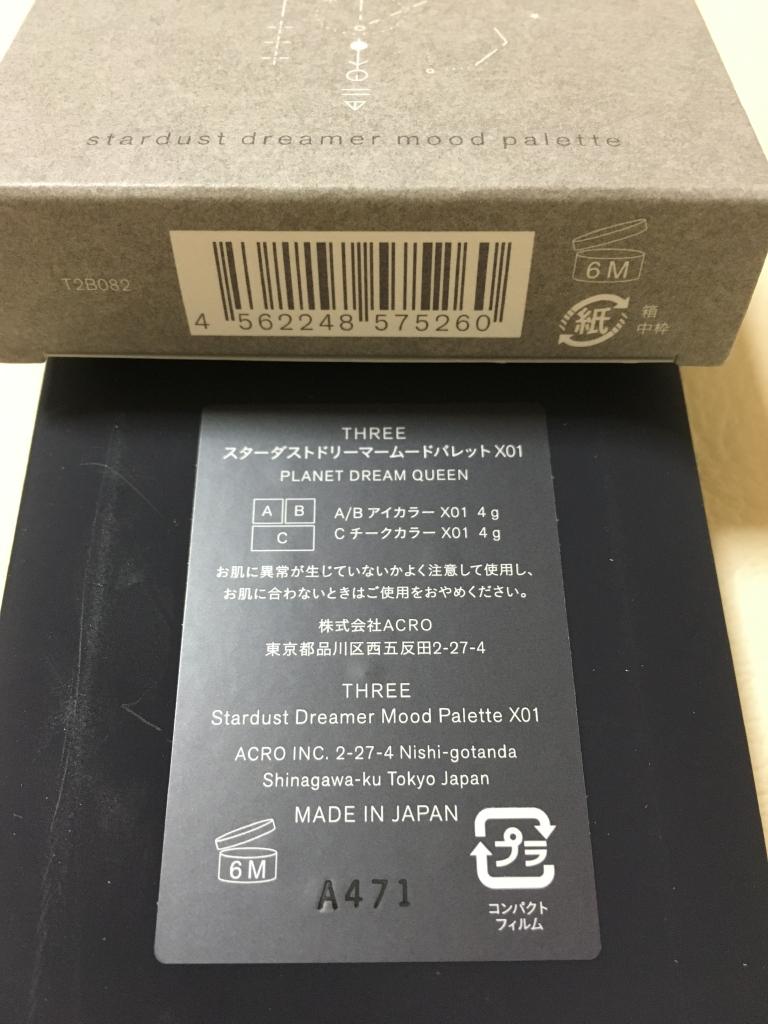 stardust dreamer mood palette
T2B082
4 562248 575260
6M
紙
箱
中枠
THREE
スターダストドリーマームードパレット X01
PLANET DREAM QUEEN
A B
C
A/B アイカラー X01 4g
C チークカラー X01 4g
お肌に異常が生じていないかよく注意して使用し、
お肌に合わないときはご使用をおやめください。
株式会社ACRO
東京都品川区西五反田2-27-4
THREE
Stardust Dreamer Mood Palette X01
ACRO INC. 2-27-4 Nishi-gotanda
Shinagawa-ku Tokyo Japan
MADE IN JAPAN
6M
A471
プラ
コンパクト
フィルム